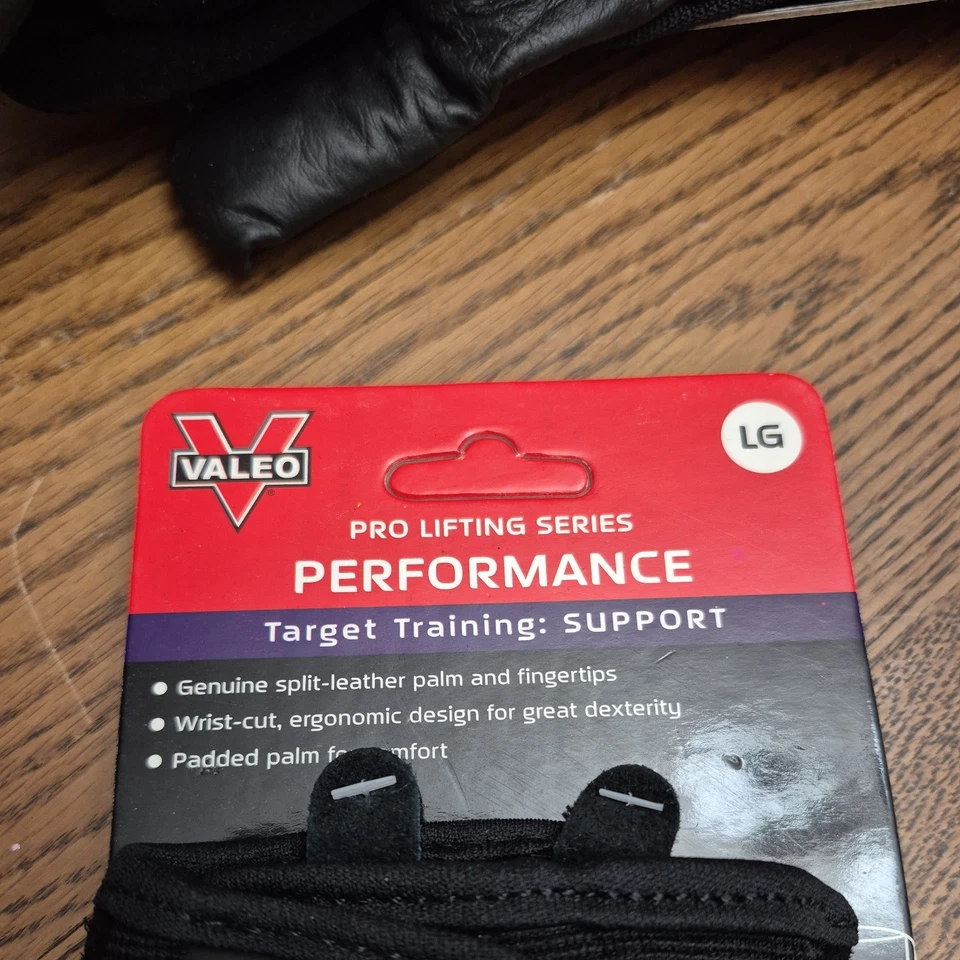 VALEO
LG
PRO LIFTING SERIES
PERFORMANCE
Target Training: SUPPORT
Genuine split-leather palm and fingertips
Wrist-cut, ergonomic design for great dexterity
Padded palm